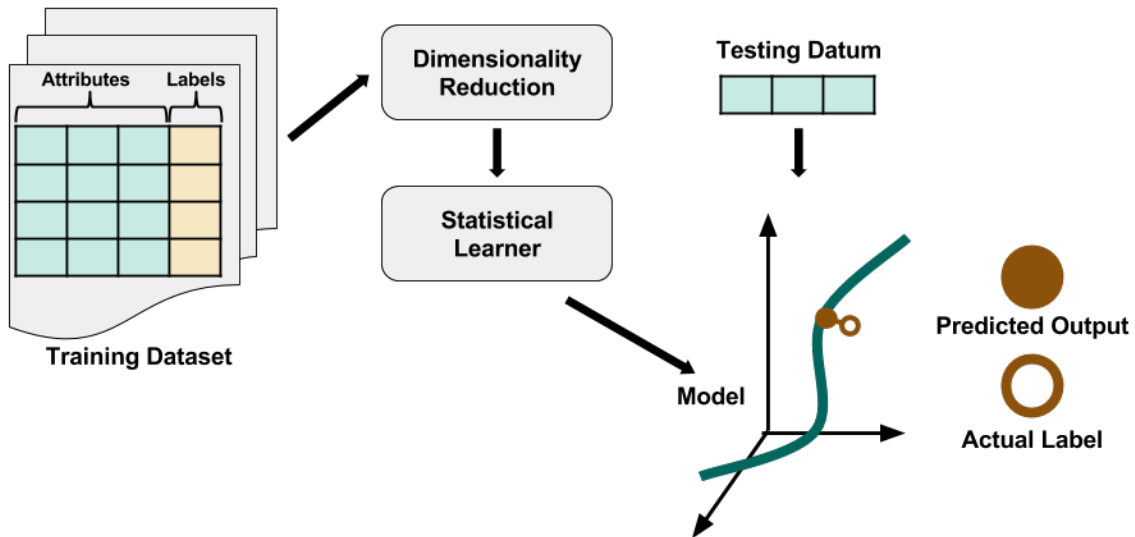 Attributes Labels
Training Dataset
Dimensionality
Reduction
Statistical
Learner
Testing Datum
Model
Predicted Output
Actual Label